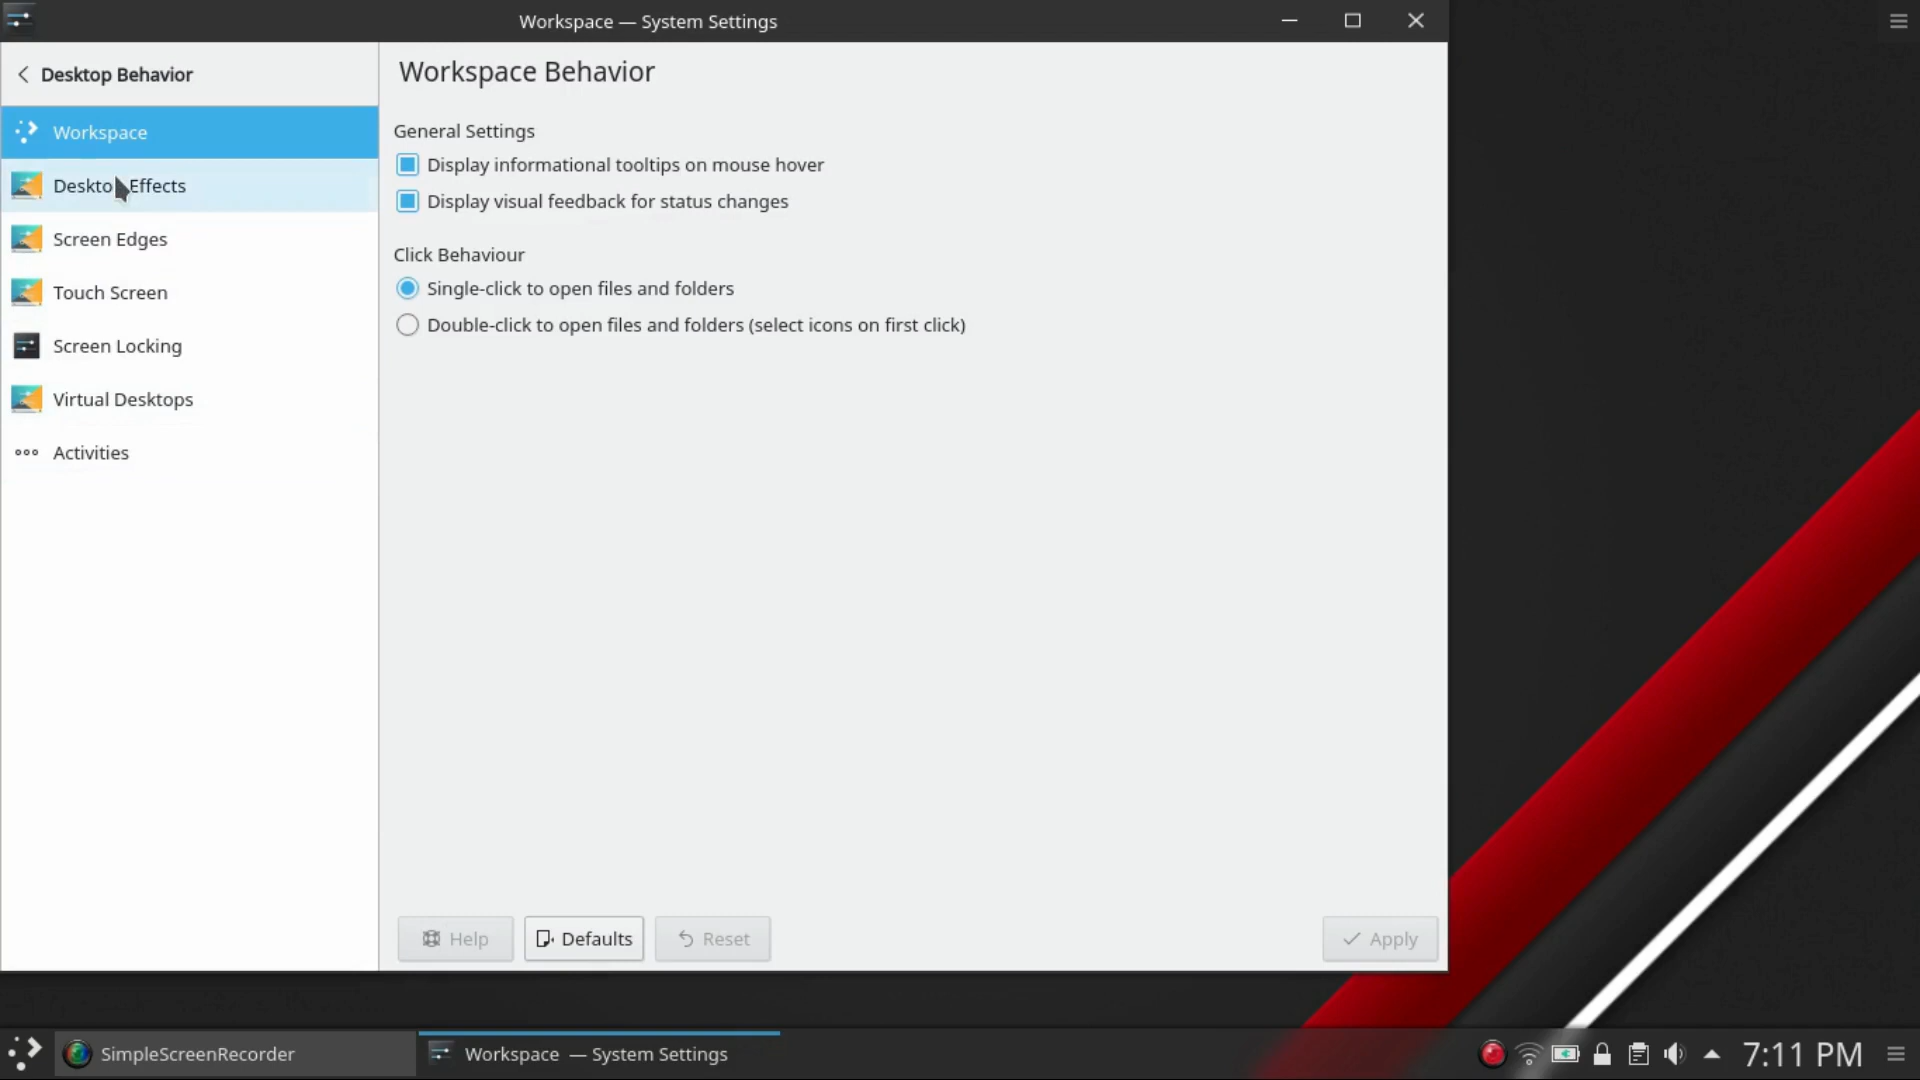 Workspace — System Settings
Desktop Behavior
Workspace
Desktop Effects
Screen Edges
Touch Screen
Screen Locking
Virtual Desktops
Activities
Workspace Behavior
General Settings
Display informational tooltips on mouse hover
Display visual feedback for status changes
Click Behaviour
Single-click to open files and folders
Double-click to open files and folders (select icons on first click)
Help
Defaults
Reset
Apply
SimpleScreenRecorder
Workspace — System Settings
7:11 PM